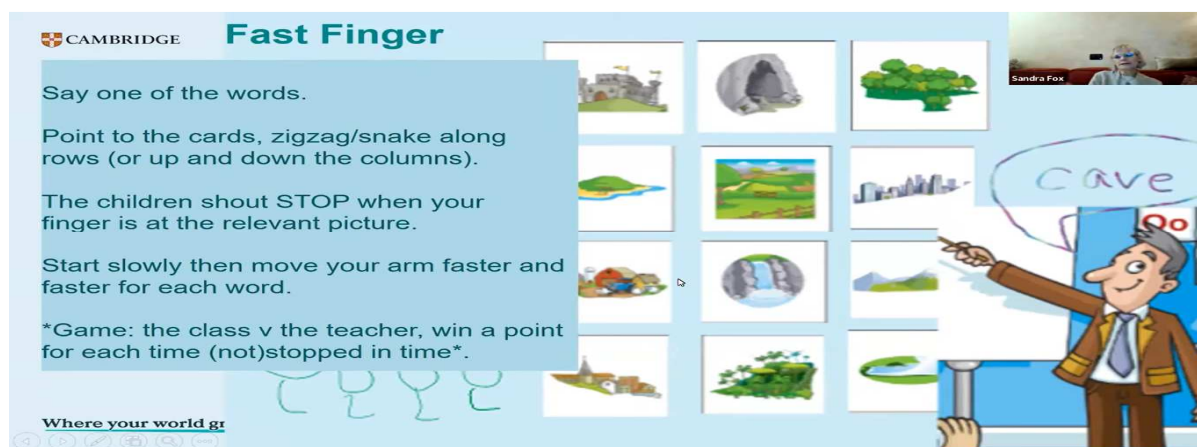 CAMBRIDGE
Fast Finger
Sandra Fox
Say one of the words.
Point to the cards, zigzag/snake along
rows (or up and down the columns).
The children shout STOP when your
finger is at the relevant picture.
Start slowly then move your arm faster and
faster for each word.
*Game: the class v the teacher, win a point
for each time (not)stopped in time*.
cave
Qo
Where your world gr